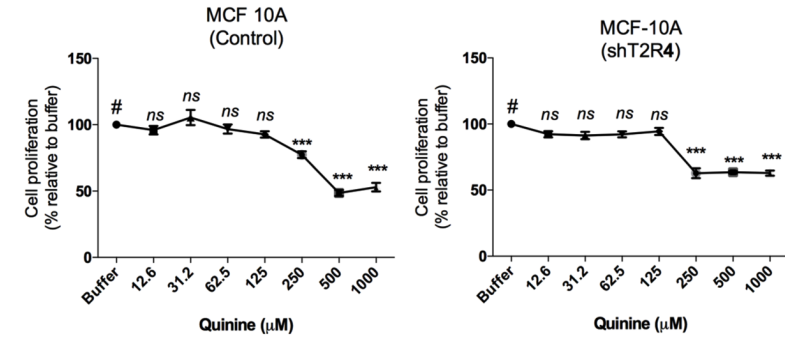 MCF 10A
(Control)
Cell proliferation
(% relative to buffer)
150
100
50
0
#
ns
ns
ns
ns
***
***
***
Buffer
12.6
31.2
62.5
125
250
500
1000
Quinine (µM)
MCF-10A
(shT2R4)
Cell proliferation
(% relative to buffer)
150
100
50
0
#
ns
ns
ns
ns
***
***
***
Buffer
12.6
31.2
62.5
125
250
500
1000
Quinine (µM)